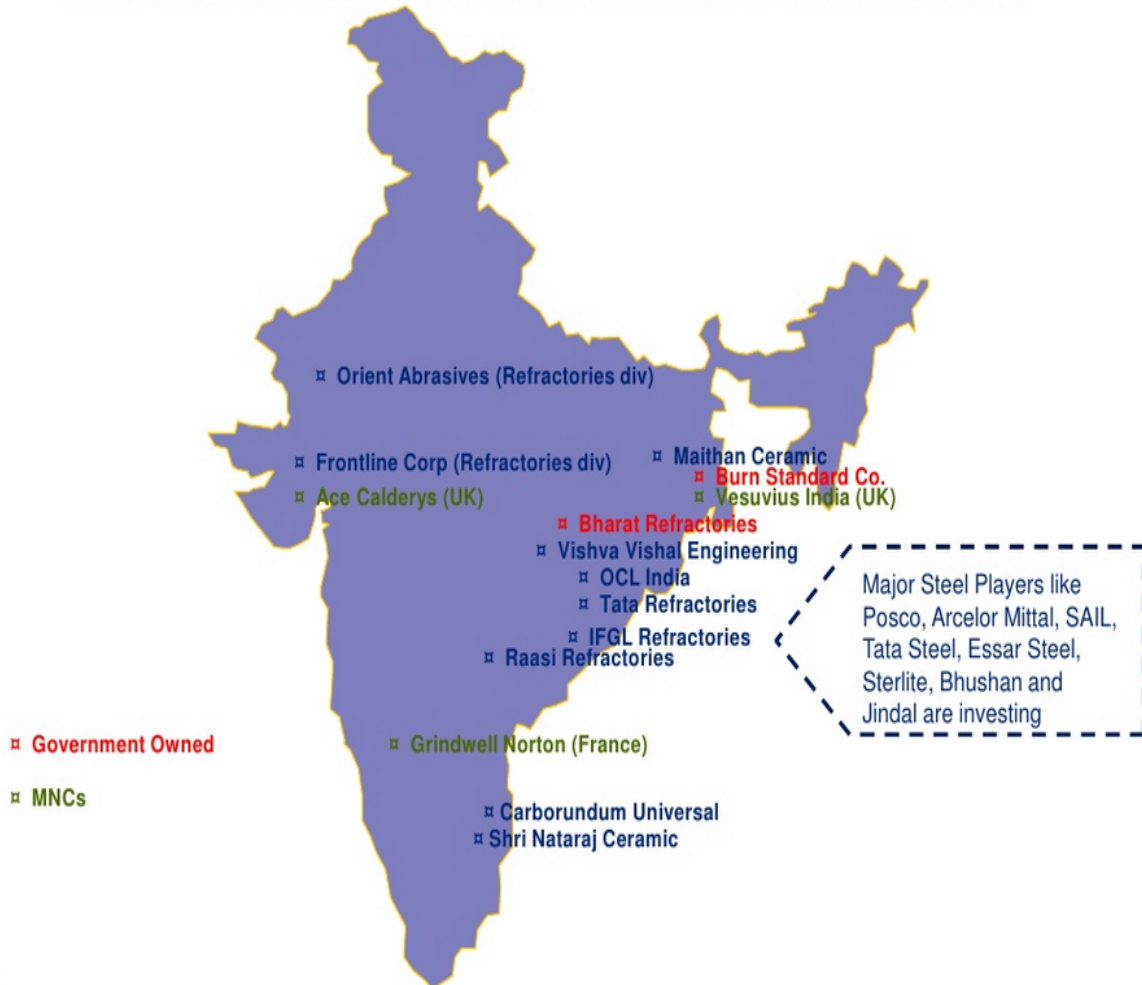 ¤ Orient Abrasives (Refractories div)
¤ Frontline Corp (Refractories div)
¤ Ace Calderys (UK)
¤ Maithan Ceramic
¤ Burn Standard Co.
¤ Vesuvius India (UK)
¤ Bharat Refractories
¤ Vishva Vishal Engineering
¤ OCL India
¤ Tata Refractories
¤ IFGL Refractories
¤ Raasi Refractories
Major Steel Players like
Posco, Arcelor Mittal, SAIL,
Tata Steel, Essar Steel,
Sterlite, Bhushan and
Jindal are investing
¤ Government Owned
¤ MNCs
¤ Grindwell Norton (France)
¤ Carborundum Universal
¤ Shri Nataraj Ceramic